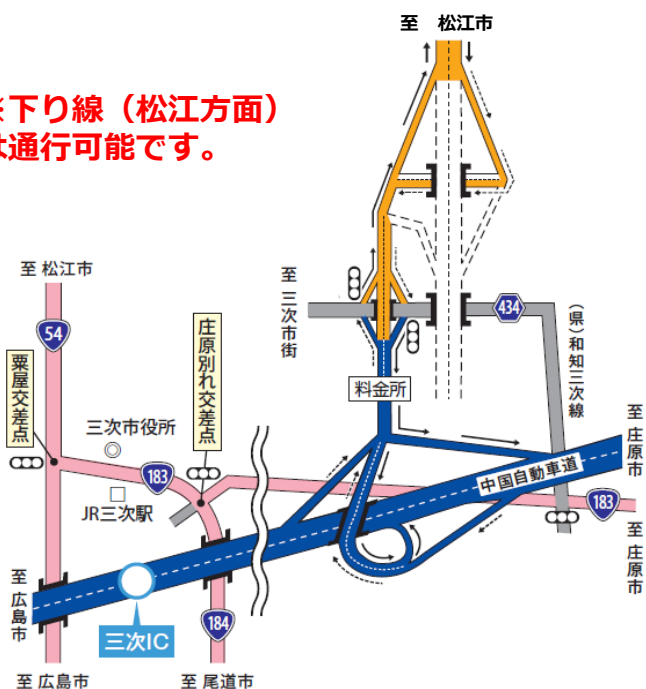 至 松江市
※下り線（松江方面）
は通行可能です。
至 松江市
54
粟屋交差点
三次市役所
183
JR三次駅
庄原別れ交差点
至 三次市街
434
（県）和知三次線
料金所
至 庄原市
中国自動車道
183
至 庄原市
至 広島市
三次IC
184
至 広島市
至 尾道市